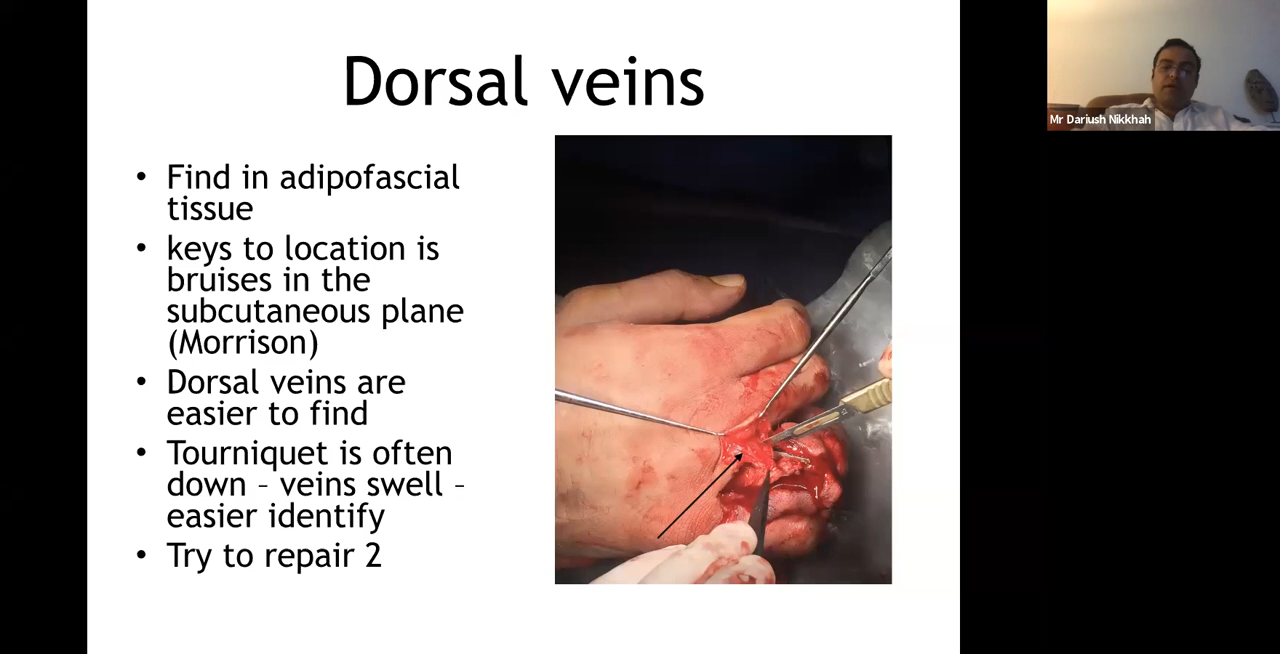 Dorsal veins
• Find in adipofascial
tissue
• keys to location is
bruises in the
subcutaneous plane
(Morrison)
• Dorsal veins are
easier to find
• Tourniquet is often
down – veins swell –
easier identify
• Try to repair 2
Mr Dariush Nikkhah